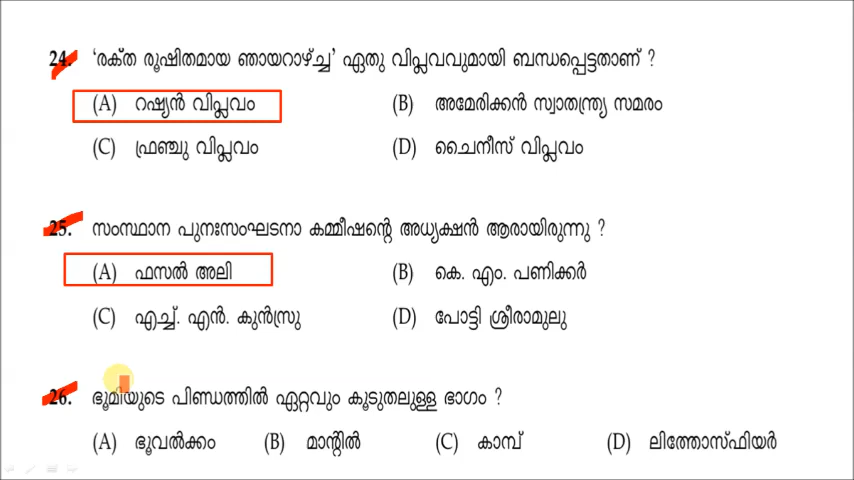 24. 'രക്ത രൂഷിതമായ ഞായറാഴ്ച്ച' ഏതു വിപ്ലവവുമായി ബന്ധപ്പെട്ടതാണ് ?
(A) റഷ്യൻ വിപ്ലവം (B) അമേരിക്കൻ സ്വാതന്ത്ര്യ സമരം
(C) ഫ്രഞ്ചു വിപ്ലവം (D) ചൈനീസ് വിപ്ലവം
25. സംസ്ഥാന പുനഃസംഘടനാ കമ്മീഷന്റെ അധ്യക്ഷൻ ആരായിരുന്നു ?
(A) ഫസൽ അലി (B) കെ. എം. പണിക്കർ
(C) എച്ച്. എൻ. കുൻസ്രു (D) പോട്ടി ശ്രീരാമുലു
26. ഭൂമിയുടെ പിണ്ഡത്തിൽ ഏറ്റവും കൂടുതലുള്ള ഭാഗം ?
(A) ഭൂവൽക്കം (B) മാന്റിൽ (C) കാമ്പ് (D) ലിത്തോസ്ഫിയർ